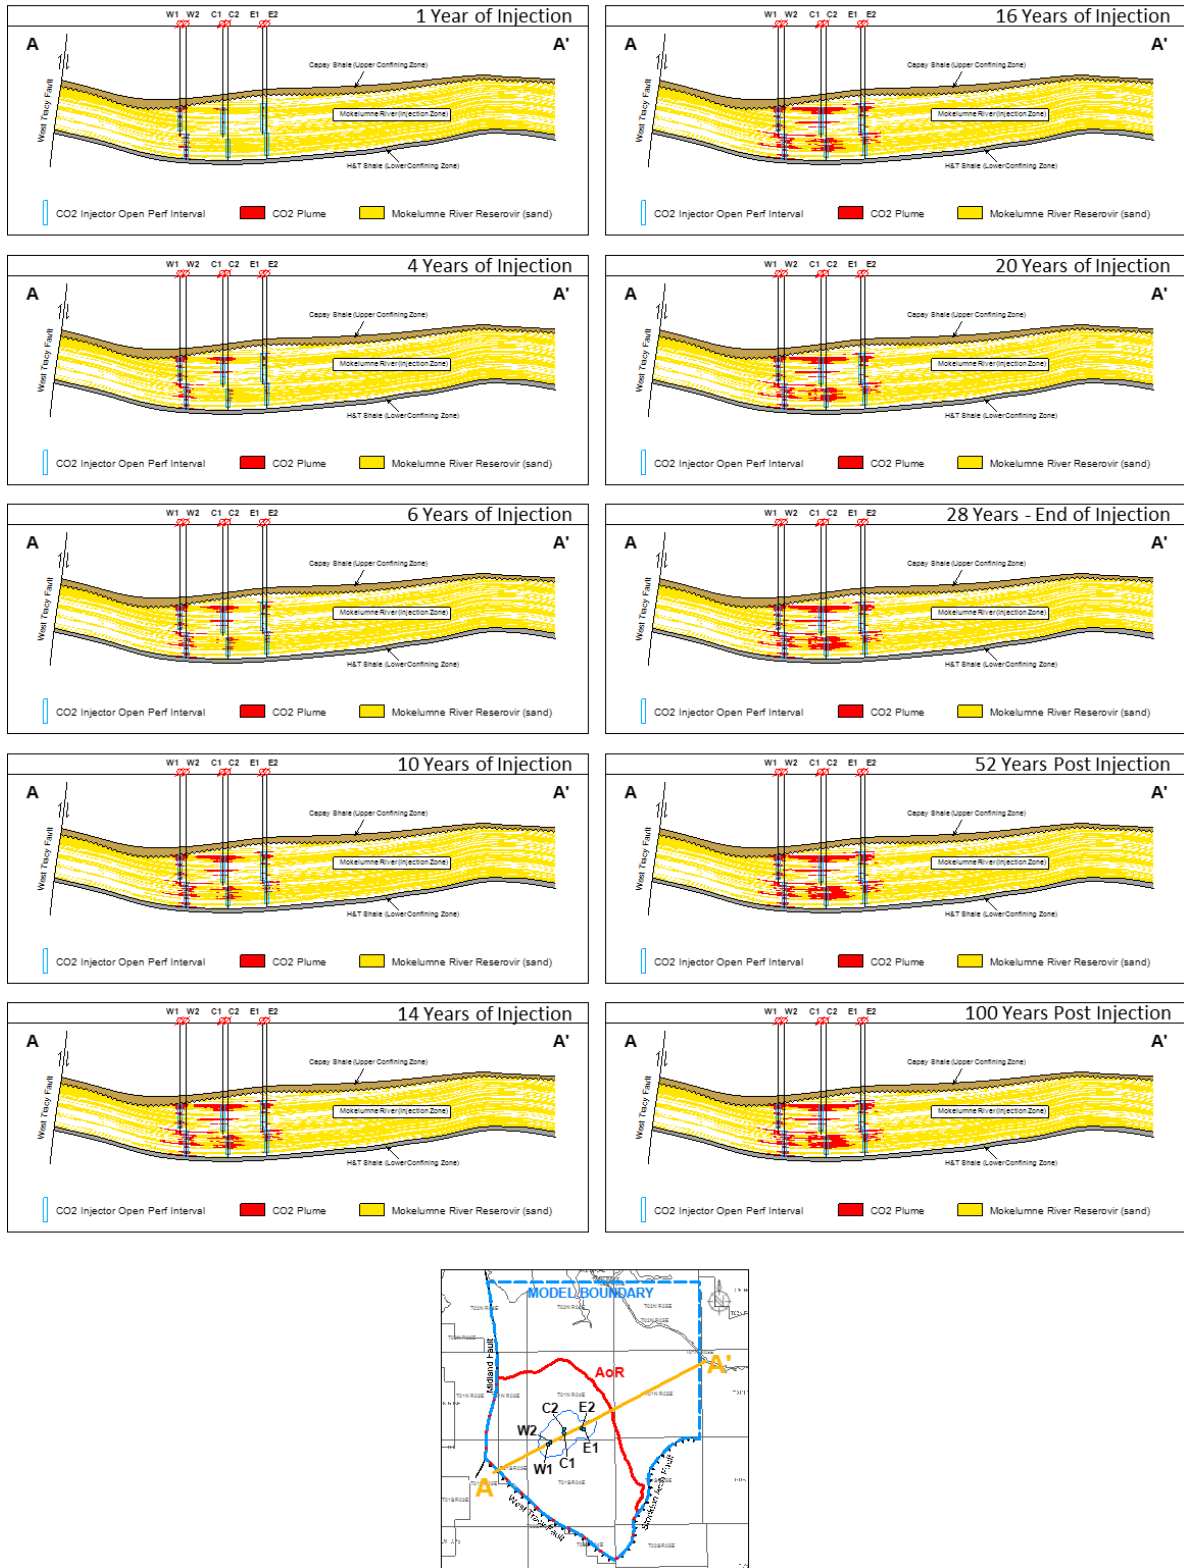 W1 W2 C1 C2 E1 E2 1 Year of Injection
A A'
Capay Shale (Upper Confining Zone)
West Tracy Fault
Mokelumne River (Injection Zone)
H&T Shale (Lower Confining Zone)
CO2 Injector Open Perf Interval CO2 Plume Mokelumne River Reservoir (sand)
W1 W2 C1 C2 E1 E2 16 Years of Injection
A A'
Capay Shale (Upper Confining Zone)
West Tracy Fault
Mokelumne River (Injection Zone)
H&T Shale (Lower Confining Zone)
CO2 Injector Open Perf Interval CO2 Plume Mokelumne River Reservoir (sand)
W1 W2 C1 C2 E1 E2 4 Years of Injection
A A'
Capay Shale (Upper Confining Zone)
West Tracy Fault
Mokelumne River (Injection Zone)
H&T Shale (Lower Confining Zone)
CO2 Injector Open Perf Interval CO2 Plume Mokelumne River Reservoir (sand)
W1 W2 C1 C2 E1 E2 20 Years of Injection
A A'
Capay Shale (Upper Confining Zone)
West Tracy Fault
Mokelumne River (Injection Zone)
H&T Shale (Lower Confining Zone)
CO2 Injector Open Perf Interval CO2 Plume Mokelumne River Reservoir (sand)
W1 W2 C1 C2 E1 E2 6 Years of Injection
A A'
Capay Shale (Upper Confining Zone)
West Tracy Fault
Mokelumne River (Injection Zone)
H&T Shale (Lower Confining Zone)
CO2 Injector Open Perf Interval CO2 Plume Mokelumne River Reservoir (sand)
W1 W2 C1 C2 E1 E2 28 Years - End of Injection
A A'
Capay Shale (Upper Confining Zone)
West Tracy Fault
Mokelumne River (Injection Zone)
H&T Shale (Lower Confining Zone)
CO2 Injector Open Perf Interval CO2 Plume Mokelumne River Reservoir (sand)
W1 W2 C1 C2 E1 E2 10 Years of Injection
A A'
Capay Shale (Upper Confining Zone)
West Tracy Fault
Mokelumne River (Injection Zone)
H&T Shale (Lower Confining Zone)
CO2 Injector Open Perf Interval CO2 Plume Mokelumne River Reservoir (sand)
W1 W2 C1 C2 E1 E2 52 Years Post Injection
A A'
Capay Shale (Upper Confining Zone)
West Tracy Fault
Mokelumne River (Injection Zone)
H&T Shale (Lower Confining Zone)
CO2 Injector Open Perf Interval CO2 Plume Mokelumne River Reservoir (sand)
W1 W2 C1 C2 E1 E2 14 Years of Injection
A A'
Capay Shale (Upper Confining Zone)
West Tracy Fault
Mokelumne River (Injection Zone)
H&T Shale (Lower Confining Zone)
CO2 Injector Open Perf Interval CO2 Plume Mokelumne River Reservoir (sand)
W1 W2 C1 C2 E1 E2 100 Years Post Injection
A A'
Capay Shale (Upper Confining Zone)
West Tracy Fault
Mokelumne River (Injection Zone)
H&T Shale (Lower Confining Zone)
CO2 Injector Open Perf Interval CO2 Plume Mokelumne River Reservoir (sand)
MODEL BOUNDARY
Midland Fault
AoR
A'
C2 E2
W2
E1
W1 C1
A
West Tracy Fault
Stockton Arch Fault